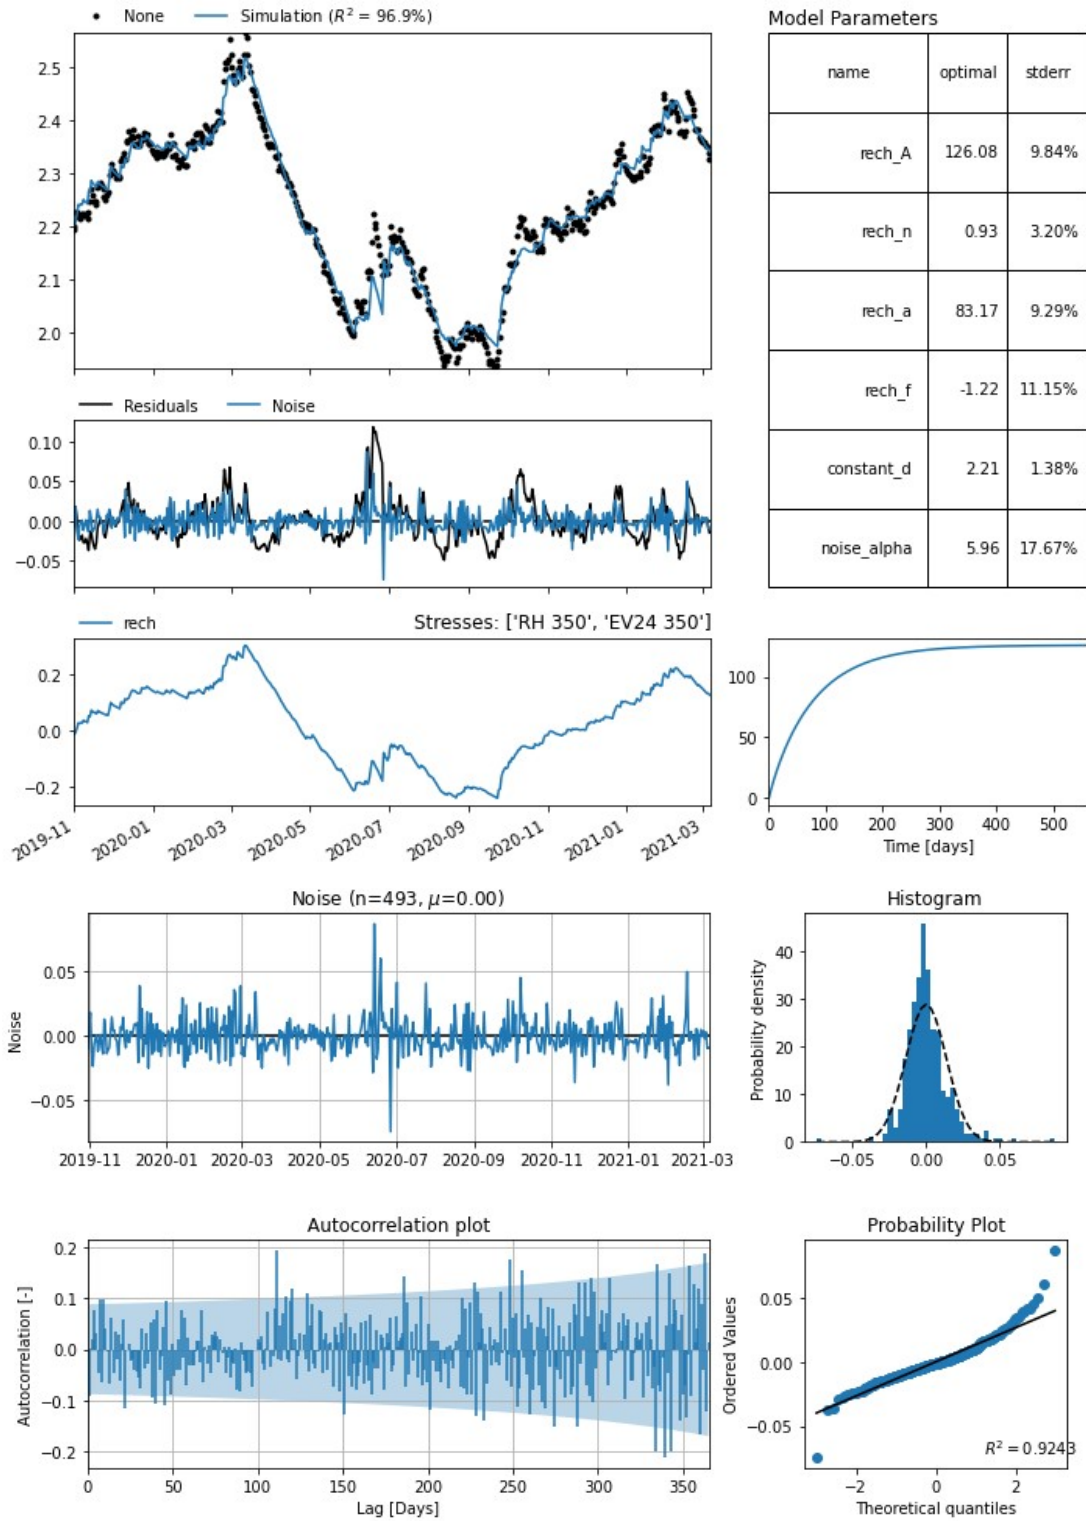 None Simulation (R² = 96.9%)
2.5
2.4
2.3
2.2
2.1
2.0
Model Parameters
name optimal stderr
rech_A 126.08 9.84%
rech_n 0.93 3.20%
rech_a 83.17 9.29%
rech_f -1.22 11.15%
constant_d 2.21 1.38%
noise_alpha 5.96 17.67%
Residuals Noise
0.10
0.05
0.00
−0.05
rech Stresses: ['RH 350', 'EV24 350']
0.2
0.0
−0.2
2019-11 2020-01 2020-03 2020-05 2020-07 2020-09 2020-11 2021-01 2021-03
100
50
0
0 100 200 300 400 500
Time [days]
Noise (n=493, μ=0.00)
Noise
0.05
0.00
−0.05
2019-11 2020-01 2020-03 2020-05 2020-07 2020-09 2020-11 2021-01 2021-03
Histogram
Probability density
40
30
20
10
0
−0.05 0.00 0.05
Autocorrelation plot
Autocorrelation [-]
0.2
0.1
0.0
−0.1
−0.2
0 50 100 150 200 250 300 350
Lag [Days]
Probability Plot
Ordered Values
0.05
0.00
−0.05
R² = 0.9243
−2 0 2
Theoretical quantiles